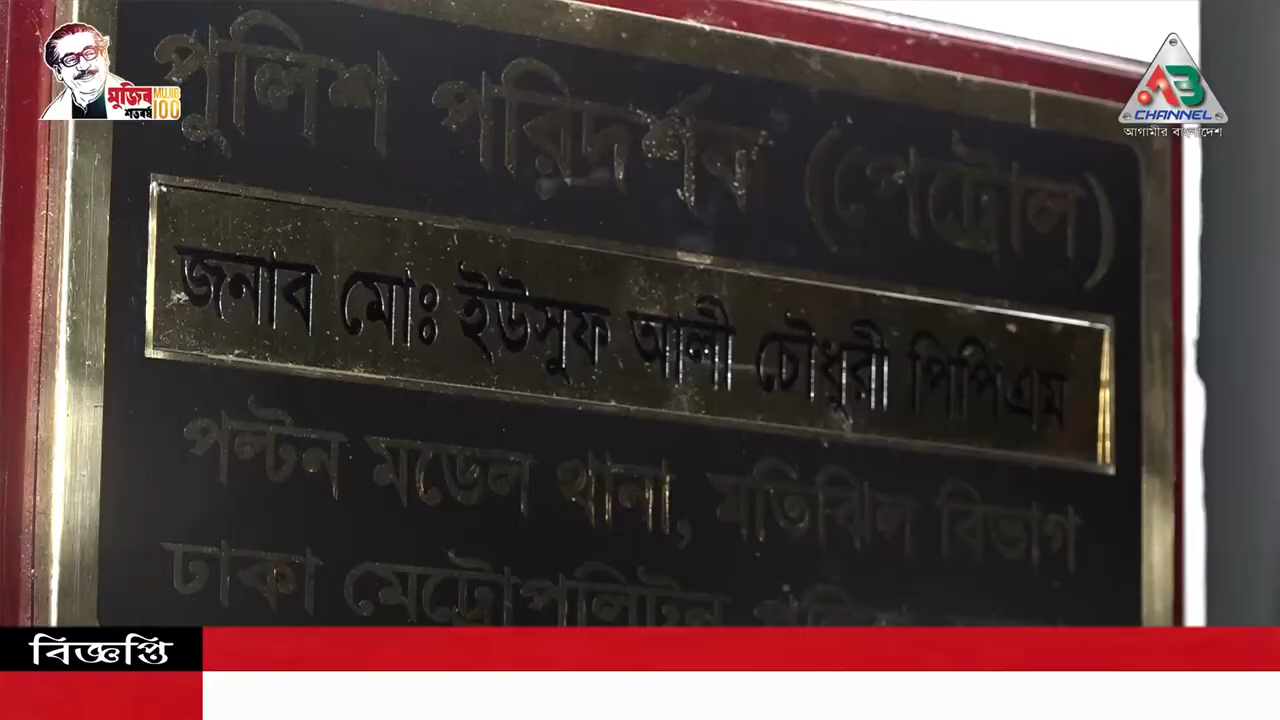 মুজিব MUJIB
শতবর্ষ 100
AB
CHANNEL
আগামীর বাংলাদেশ
পুলিশ পরিদর্শক (পেট্রোল)
জনাব মোঃ ইউসুফ আলী চৌধুরী পিপিএম
পল্টন মডেল থানা, মতিঝিল বিভাগ
ঢাকা মেট্রোপলিটন
বিজ্ঞপ্তি